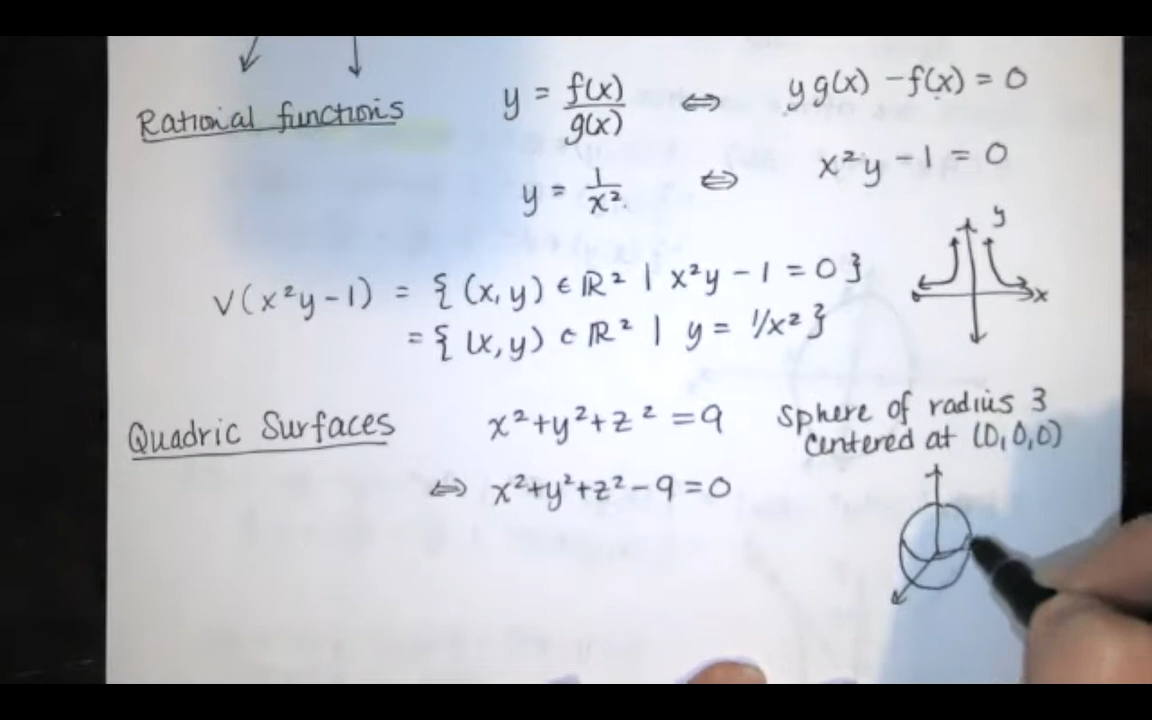 Rational functions
y = f(x)/g(x) ⇔ y g(x) - f(x) = 0
y = 1/x² ⇔ x²y - 1 = 0
y
x
V(x²y - 1) = { (x, y) ∈ ℝ² | x²y - 1 = 0 }
= { (x, y) ∈ ℝ² | y = 1/x² }
Quadric Surfaces x² + y² + z² = 9 Sphere of radius 3
centered at (0, 0, 0)
⇔ x² + y² + z² - 9 = 0